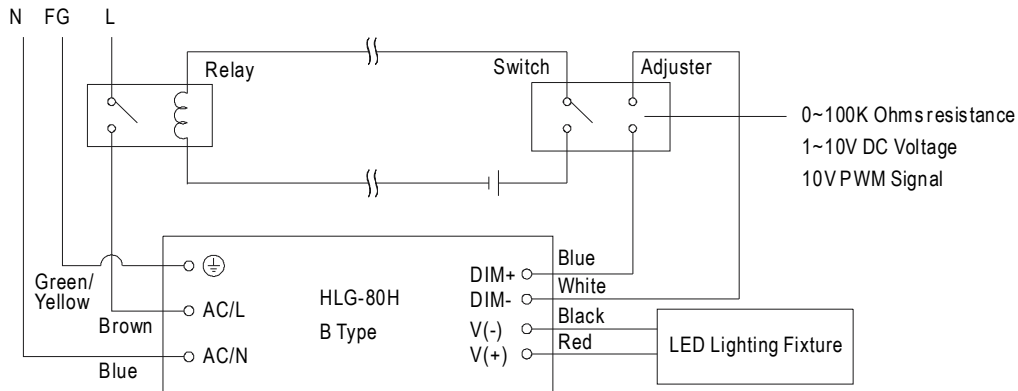 N FG L
Relay
Switch
Adjuster
0~100K Ohms resistance
1~10V DC Voltage
10V PWM Signal
Green/
Yellow
Brown
Blue
AC/L
AC/N
HLG-80H
B Type
DIM+
DIM-
V(-)
V(+)
Blue
White
Black
Red
LED Lighting Fixture